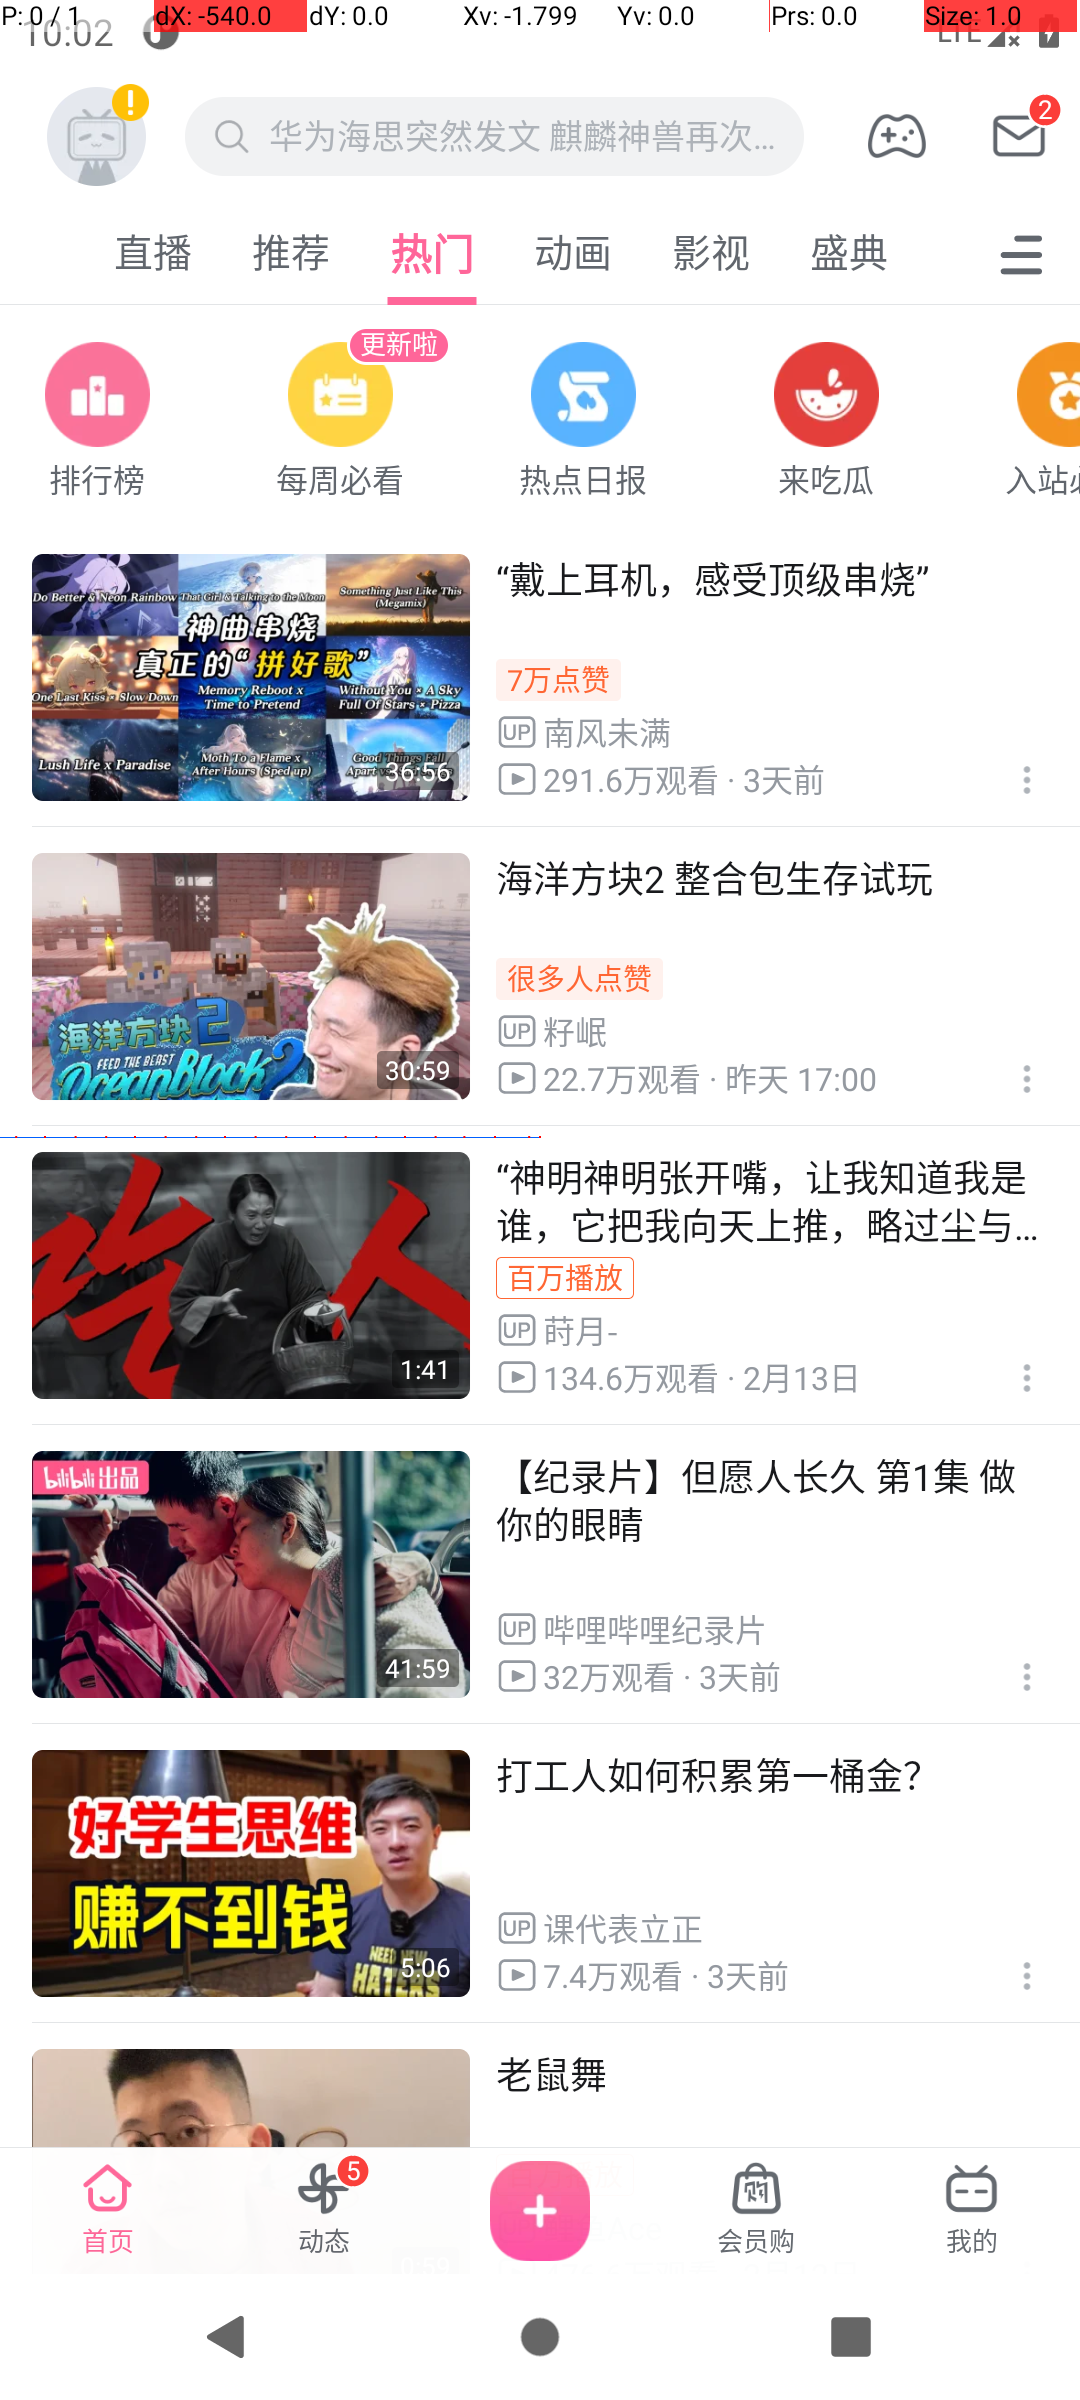 P: 0 / 1 dX: -540.0 dY: 0.0 Xv: -1.799 Yv: 0.0 Prs: 0.0 Size: 1.0
10:02 LTE
华为海思突然发文 麒麟神兽再次... 2
直播 推荐 热门 动画 影视 盛典
更新啦
排行榜 每周必看 热点日报 来吃瓜 入站必
Do Better & Neon Rainbow That Girl & Talking to the Moon Something Just Like This (Megamix)
神曲串烧
真正的“拼好歌”
One Last Kiss × Slow Down Memory Reboot x Time to Pretend Without You × A Sky Full Of Stars × Pizza
Lush Life x Paradise Moth To a Flame x After Hours (Sped up) Good Things Fall Apart
36:56
“戴上耳机，感受顶级串烧”
7万点赞
UP 南风未满
291.6万观看 · 3天前
海洋方块2
FEED THE BEAST
OceanBlock 2
30:59
海洋方块2 整合包生存试玩
很多人点赞
UP 籽岷
22.7万观看 · 昨天 17:00
1:41
“神明神明张开嘴，让我知道我是
谁，它把我向天上推，略过尘与...
百万播放
UP 莳月-
134.6万观看 · 2月13日
bilibili 出品
41:59
【纪录片】但愿人长久 第1集 做
你的眼睛
UP 哔哩哔哩纪录片
32万观看 · 3天前
好学生思维
赚不到钱
NEED NEW
HATERS
5:06
打工人如何积累第一桶金？
UP 课代表立正
7.4万观看 · 3天前
老鼠舞
首页 动态 5 会员购 我的